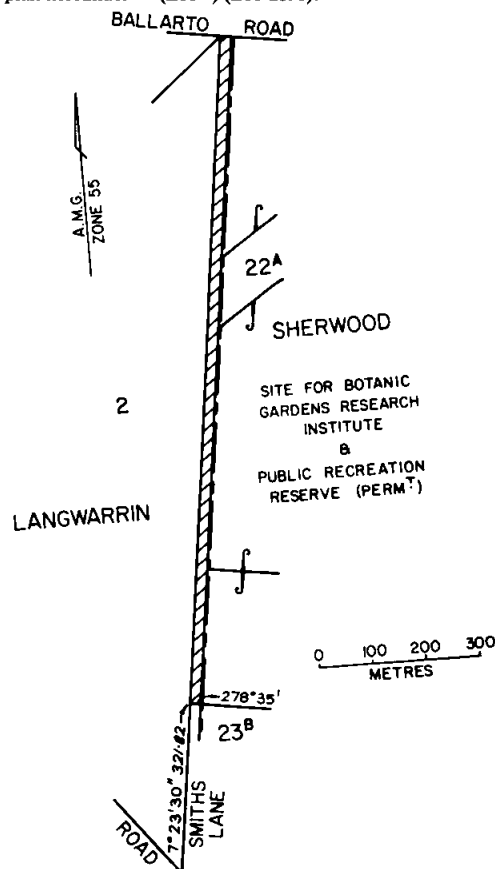 BALLARTO ROAD
A.M.G.
ZONE 55
22A
SHERWOOD
2
SITE FOR BOTANIC
GARDENS RESEARCH
INSTITUTE
&
PUBLIC RECREATION
RESERVE (PERMT)
LANGWARRIN
0 100 200 300
METRES
278°35'
23B
7°23'30" 321·82
SMITHS
LANE
ROAD